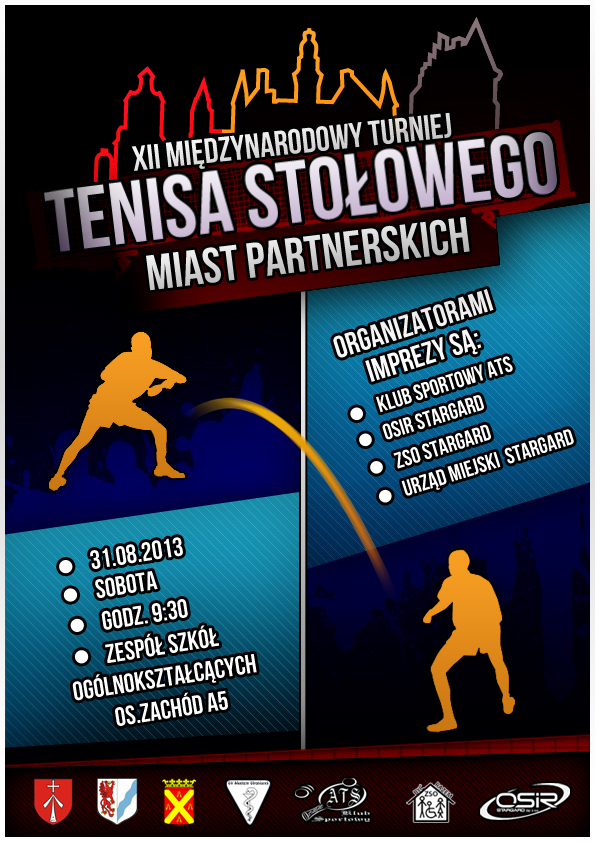 XII MIĘDZYNARODOWY TURNIEJ
TENISA STOŁOWEGO
MIAST PARTNERSKICH
ORGANIZATORAMI
IMPREZY SĄ:
KLUB SPORTOWY ATS
OSIR STARGARD
ZSO STARGARD
URZĄD MIEJSKI STARGARD
31.08.2013
SOBOTA
GODZ. 9:30
ZESPÓŁ SZKÓŁ
OGÓLNOKSZTAŁCĄCYCH
OS.ZACHÓD A5
ATS
Klub
Sportowy
ZSO
OSiR
STARGARD